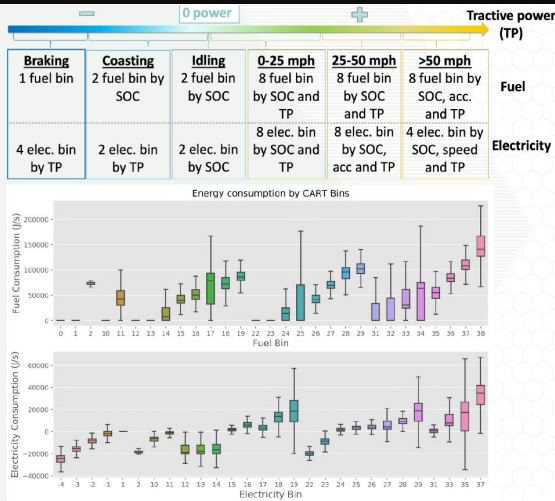 − 0 power + Tractive power
(TP)
Braking Coasting Idling 0-25 mph 25-50 mph >50 mph
1 fuel bin 2 fuel bin by 2 fuel bin 8 fuel bin 8 fuel bin 8 fuel bin by Fuel
SOC by SOC by SOC and by SOC SOC, acc.
TP and TP and TP
4 elec. bin 2 elec. bin 2 elec. bin 8 elec. bin 8 elec. bin 4 elec. bin by Electricity
by TP by TP by SOC by SOC and by SOC, SOC, speed
TP acc and TP and TP
Energy consumption by CART Bins
Fuel Consumption (J/s)
200000
150000
100000
50000
0
0 1 2 10 11 12 13 14 15 16 17 18 19 22 23 24 25 26 27 28 29 31 32 33 34 35 36 37 38
Fuel Bin
Electricity Consumption (J/s)
60000
40000
20000
0
−20000
−40000
-4 -3 -2 -1 1 2 10 11 12 13 14 15 16 17 18 19 22 23 24 25 26 27 28 29 31 33 35 37
Electricity Bin